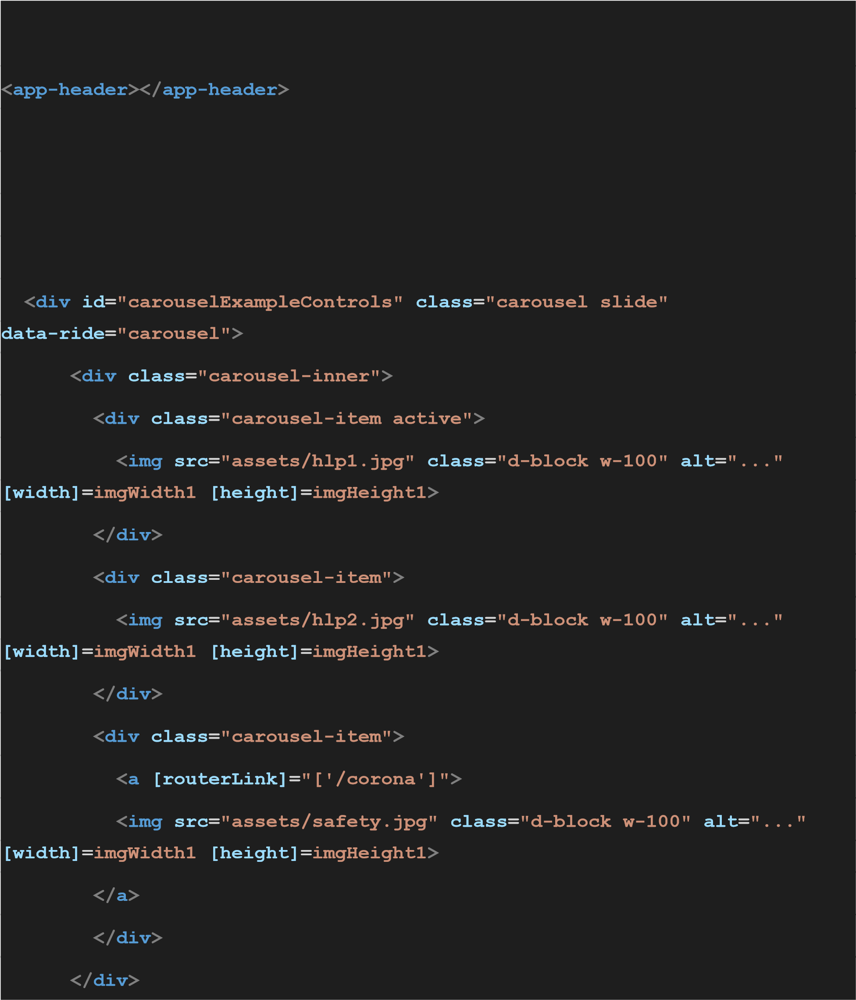 <app-header></app-header>
<div id="carouselExampleControls" class="carousel slide"
data-ride="carousel">
<div class="carousel-inner">
<div class="carousel-item active">
<img src="assets/hlp1.jpg" class="d-block w-100" alt="..."
[width]=imgWidth1 [height]=imgHeight1>
</div>
<div class="carousel-item">
<img src="assets/hlp2.jpg" class="d-block w-100" alt="..."
[width]=imgWidth1 [height]=imgHeight1>
</div>
<div class="carousel-item">
<a [routerLink]="['/corona']">
<img src="assets/safety.jpg" class="d-block w-100" alt="..."
[width]=imgWidth1 [height]=imgHeight1>
</a>
</div>
</div>